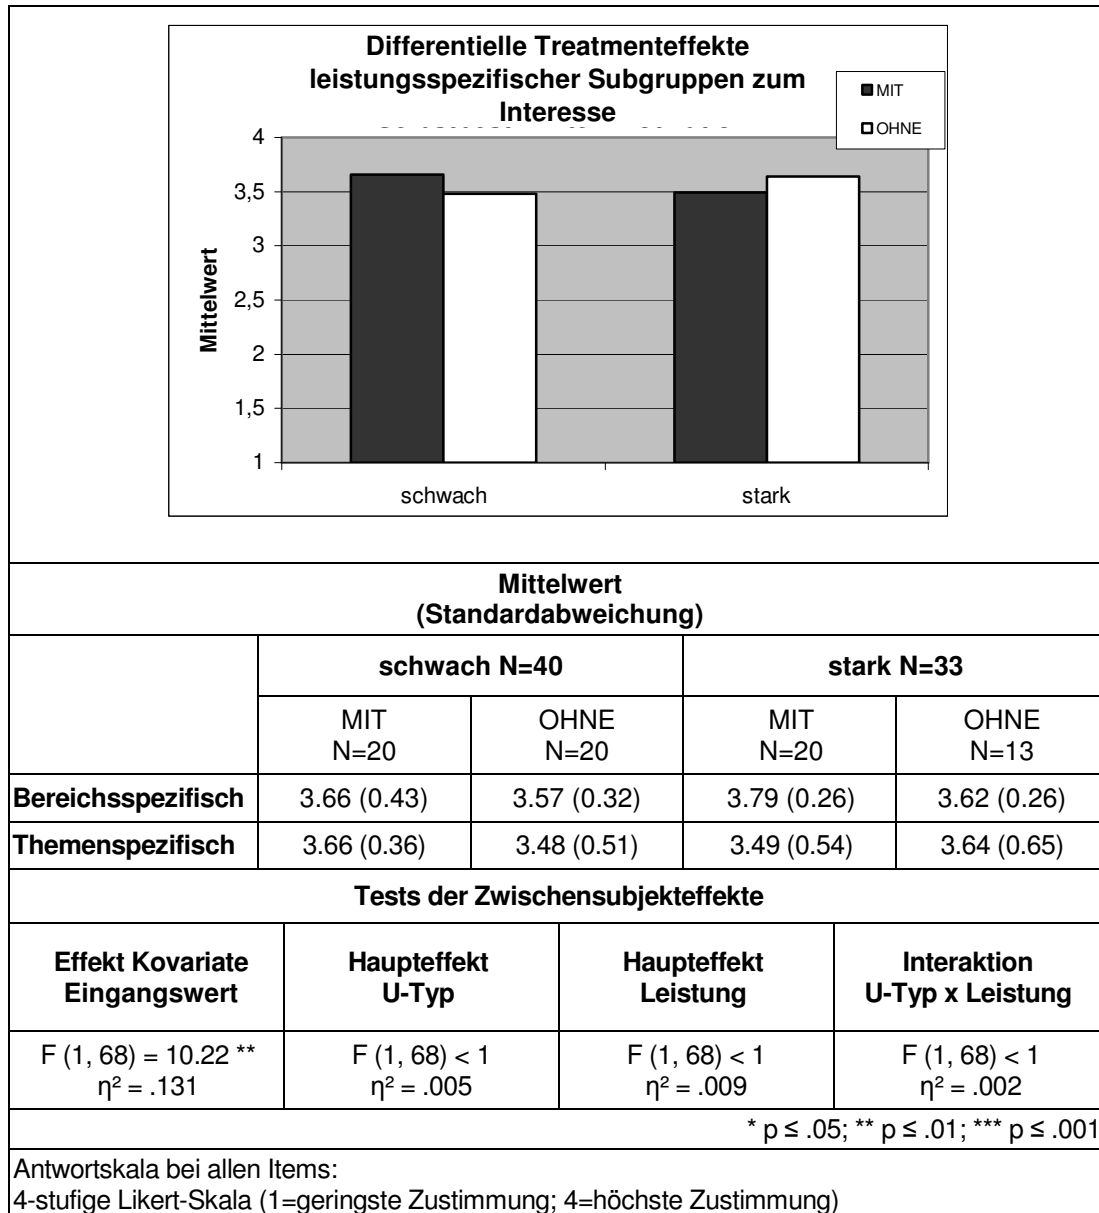 Differentielle Treatmenteffekte
leistungsspezifischer Subgruppen zum
Interesse
MIT
OHNE
4
3,5
3
2,5
2
1,5
1
Mittelwert
schwach stark
Mittelwert
(Standardabweichung)
schwach N=40 stark N=33
MIT OHNE MIT OHNE
N=20 N=20 N=20 N=13
Bereichsspezifisch 3.66 (0.43) 3.57 (0.32) 3.79 (0.26) 3.62 (0.26)
Themenspezifisch 3.66 (0.36) 3.48 (0.51) 3.49 (0.54) 3.64 (0.65)
Tests der Zwischensubjekteffekte
Effekt Kovariate Haupteffekt Haupteffekt Interaktion
Eingangswert U-Typ Leistung U-Typ x Leistung
F (1, 68) = 10.22 ** F (1, 68) < 1 F (1, 68) < 1 F (1, 68) < 1
η² = .131 η² = .005 η² = .009 η² = .002
* p ≤ .05; ** p ≤ .01; *** p ≤ .001
Antwortskala bei allen Items:
4-stufige Likert-Skala (1=geringste Zustimmung; 4=höchste Zustimmung)